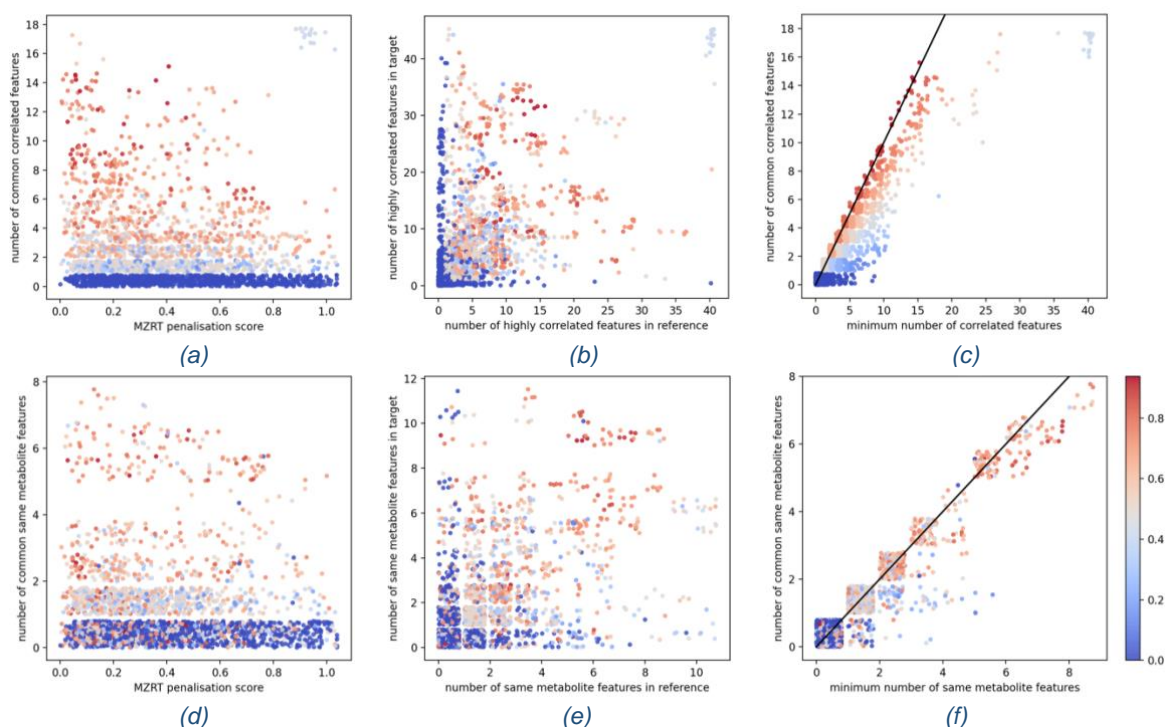 number of common correlated features
18
16
14
12
10
8
6
4
2
0
0.0 0.2 0.4 0.6 0.8 1.0
MZRT penalisation score
(a)
number of highly correlated features in target
40
30
20
10
0
0 5 10 15 20 25 30 35 40
number of highly correlated features in reference
(b)
number of common correlated features
18
16
14
12
10
8
6
4
2
0
0 5 10 15 20 25 30 35 40
minimum number of correlated features
(c)
number of common same metabolite features
8
6
4
2
0
0.0 0.2 0.4 0.6 0.8 1.0
MZRT penalisation score
(d)
number of same metabolite features in target
12
10
8
6
4
2
0
0 2 4 6 8 10
number of same metabolite features in reference
(e)
number of common same metabolite features
8
6
4
2
0
0 2 4 6 8
minimum number of same metabolite features
(f)
0.8
0.6
0.4
0.2
0.0